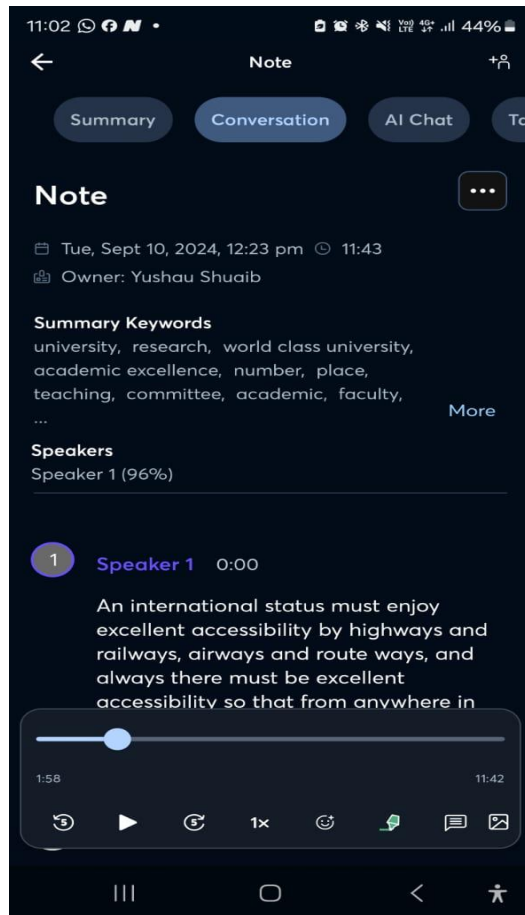 11:02 44%
Note
Summary Conversation AI Chat
Note
Tue, Sept 10, 2024, 12:23 pm 11:43
Owner: Yushau Shuaib
Summary Keywords
university, research, world class university,
academic excellence, number, place,
teaching, committee, academic, faculty,
...
More
Speakers
Speaker 1 (96%)
1 Speaker 1 0:00
An international status must enjoy
excellent accessibility by highways and
railways, airways and route ways, and
always there must be excellent
accessibility so that from anywhere in
1:58 11:42
5 5 1x